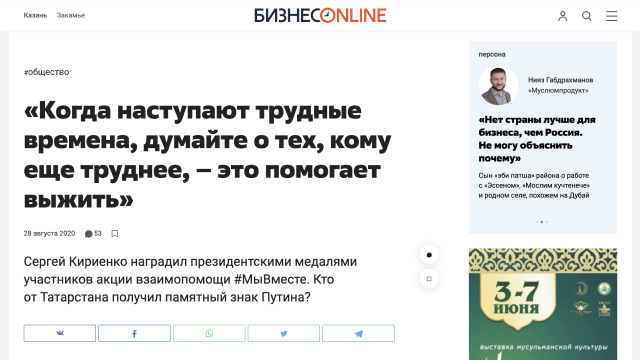 Казань Закамье БИЗНЕС ONLINE
#общество
«Когда наступают трудные
времена, думайте о тех, кому
еще труднее, – это помогает
выжить»
28 августа 2020 53
Сергей Кириенко наградил президентскими медалями
участников акции взаимопомощи #МыВместе. Кто
от Татарстана получил памятный знак Путина?
персона
Нияз Габдрахманов
«Муслюмпродукт»
«Нет страны лучше для
бизнеса, чем Россия.
Не могу объяснить
почему»
Сын «эби патша» района о работе
с «Эссеном», «Мослим кучтенече»
и родном селе, похожем на Дубай
3-7
ИЮНЯ
выставка мусульманской культуры